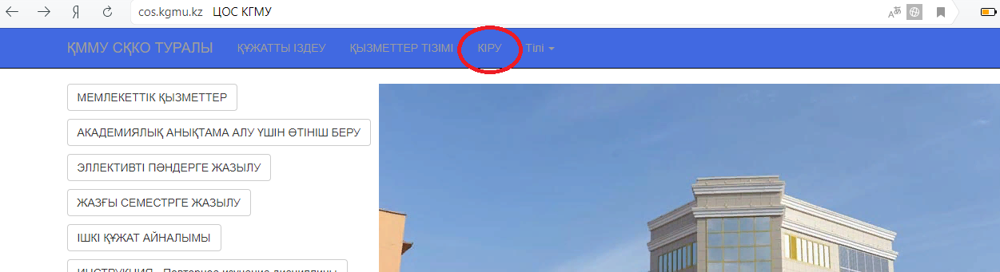 cos.kgmu.kz ЦОС КГМУ
ҚММУ СҚКО ТУРАЛЫ ҚҰЖАТТЫ ІЗДЕУ ҚЫЗМЕТТЕР ТІЗІМІ КІРУ Тілі
МЕМЛЕКЕТТІК ҚЫЗМЕТТЕР
АКАДЕМИЯЛЫҚ АНЫҚТАМА АЛУ ҮШІН ӨТІНІШ БЕРУ
ЭЛЛЕКТИВТІ ПӘНДЕРГЕ ЖАЗЫЛУ
ЖАЗҒЫ СЕМЕСТРГЕ ЖАЗЫЛУ
ІШКІ ҚҰЖАТ АЙНАЛЫМЫ
ИНСТРУКЦИЯ - Повторное изучение дисциплины